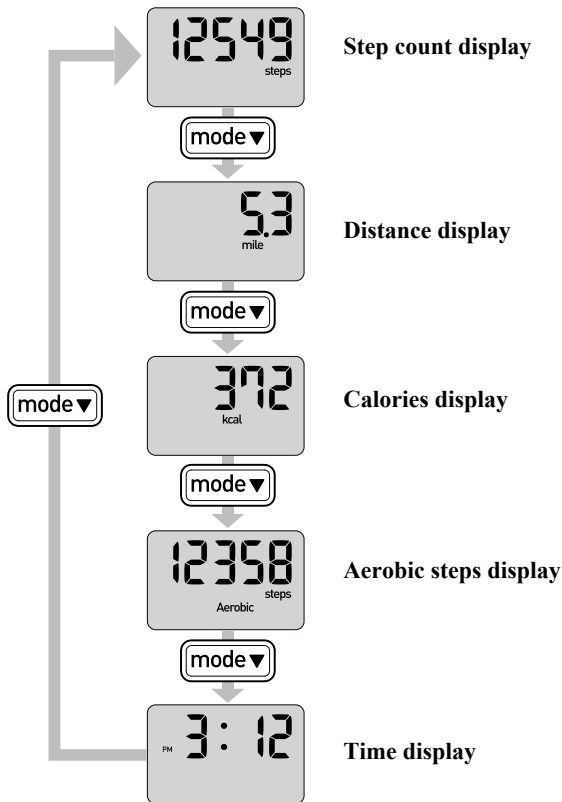 12549
steps
Step count display
mode▼
5.3
mile
Distance display
mode▼
372
kcal
Calories display
mode▼
mode▼
12358
steps
Aerobic
Aerobic steps display
mode▼
PM 3:12
Time display